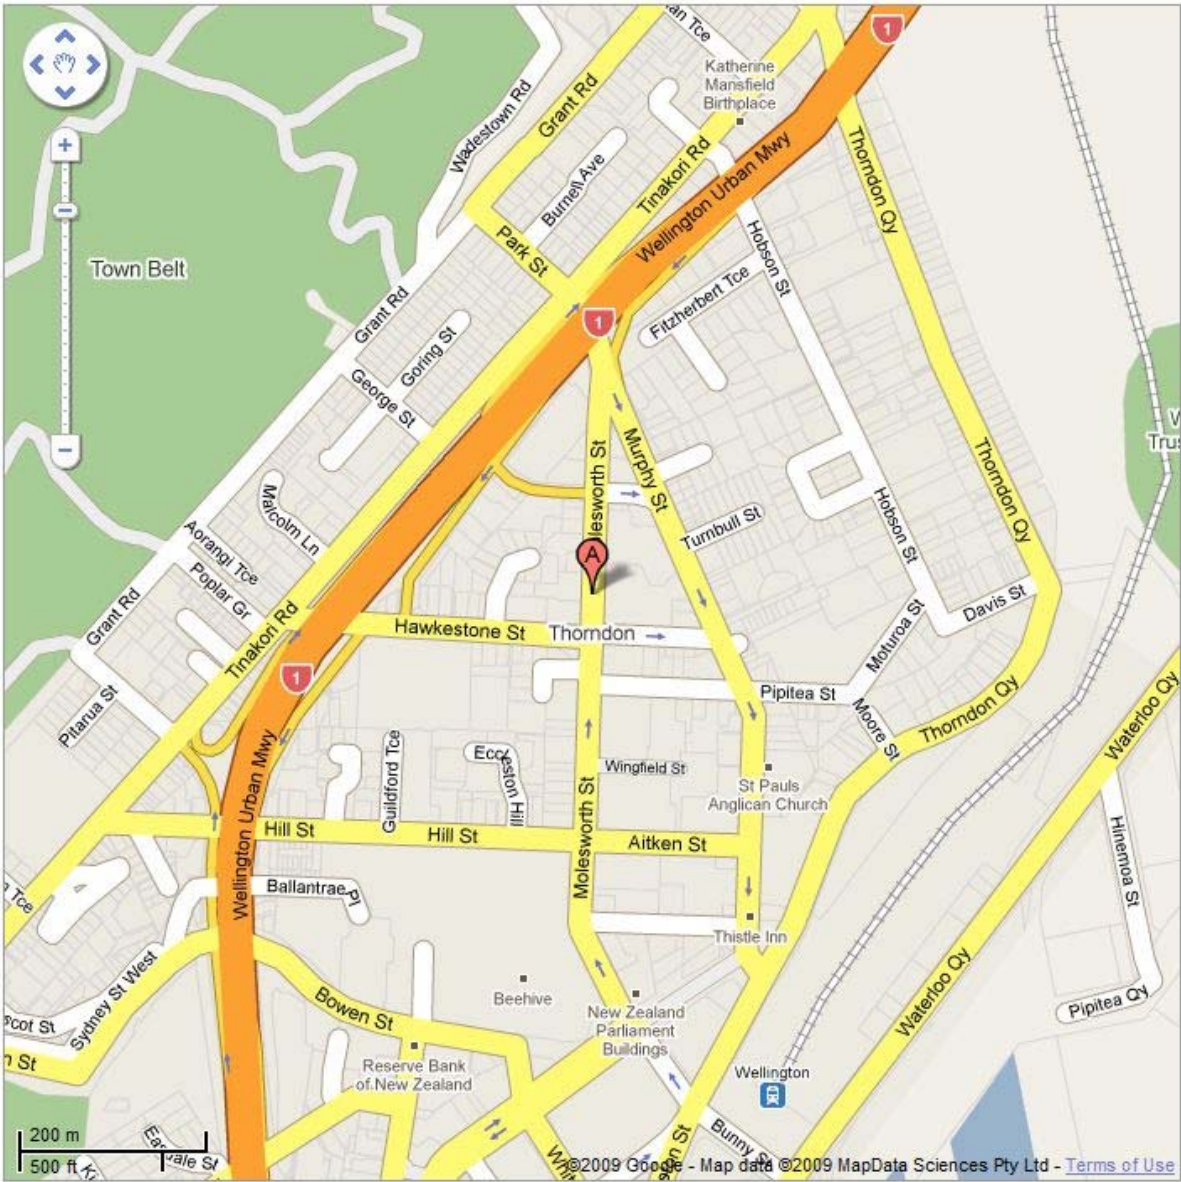 1
Katherine
Mansfield
Birthplace
Grant Rd
Wadestown Rd
Burnell Ave
Tinakori Rd
Wellington Urban Mwy
Thorndon Qy
Park St
Hobson St
Town Belt
Fitzherbert Tce
Grant Rd
1
Goring St
George St
Murphy St
Thorndon Qy
Malcolm Ln
Hobson St
Turnbull St
Aorangi Tce
Poplar Gr
A
Grant Rd
Tinakori Rd
Hawkestone St
Thorndon
Davis St
Moturoa St
1
Pitarua St
Pipitea St
Moore St
Thorndon Qy
Waterloo Qy
Wellington Urban Mwy
Guildford Tce
Wingfield St
St Pauls
Anglican Church
Molesworth St
Hill St
Hill St
Aitken St
Hinemoa St
Ballantrae Pl
Thistle Inn
Sydney St West
Beehive
Bowen St
New Zealand
Parliament
Buildings
Waterloo Qy
Pipitea Qy
Reserve Bank
of New Zealand
Wellington
Bunny St
200 m
500 ft
©2009 Google - Map data ©2009 MapData Sciences Pty Ltd - Terms of Use